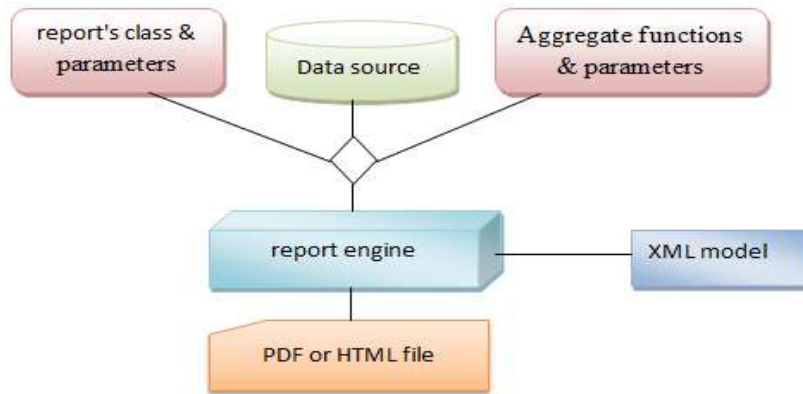 report's class &
parameters
Data source
Aggregate functions
& parameters
report engine
XML model
PDF or HTML file